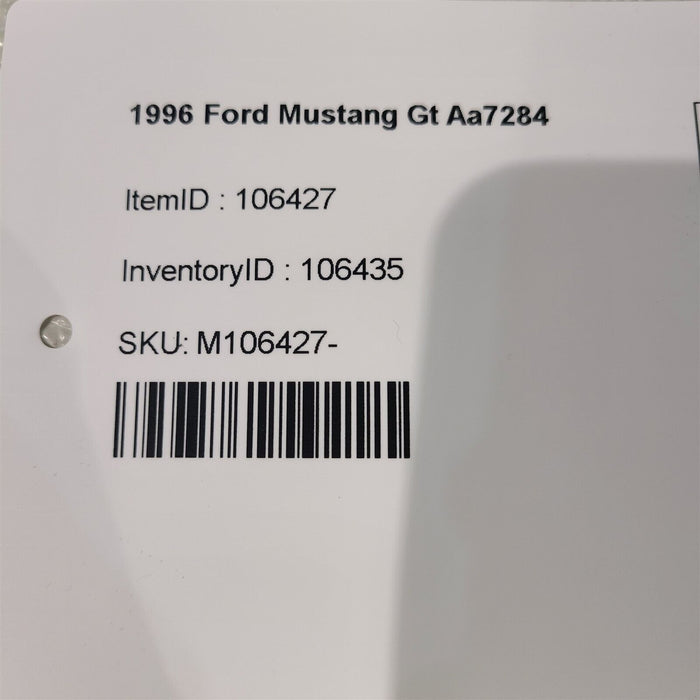 1996 Ford Mustang Gt Aa7284
ItemID : 106427
InventoryID : 106435
SKU: M106427-